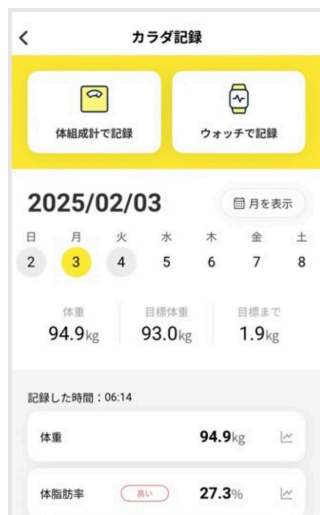 カラダ記録
体組成計で記録 ウォッチで記録
2025/02/03 月を表示
日 月 火 水 木 金 土
2 3 4 5 6 7 8
体重 目標体重 目標まで
94.9kg 93.0kg 1.9kg
記録した時間：06:14
体重 94.9kg
体脂肪率 高い 27.3%